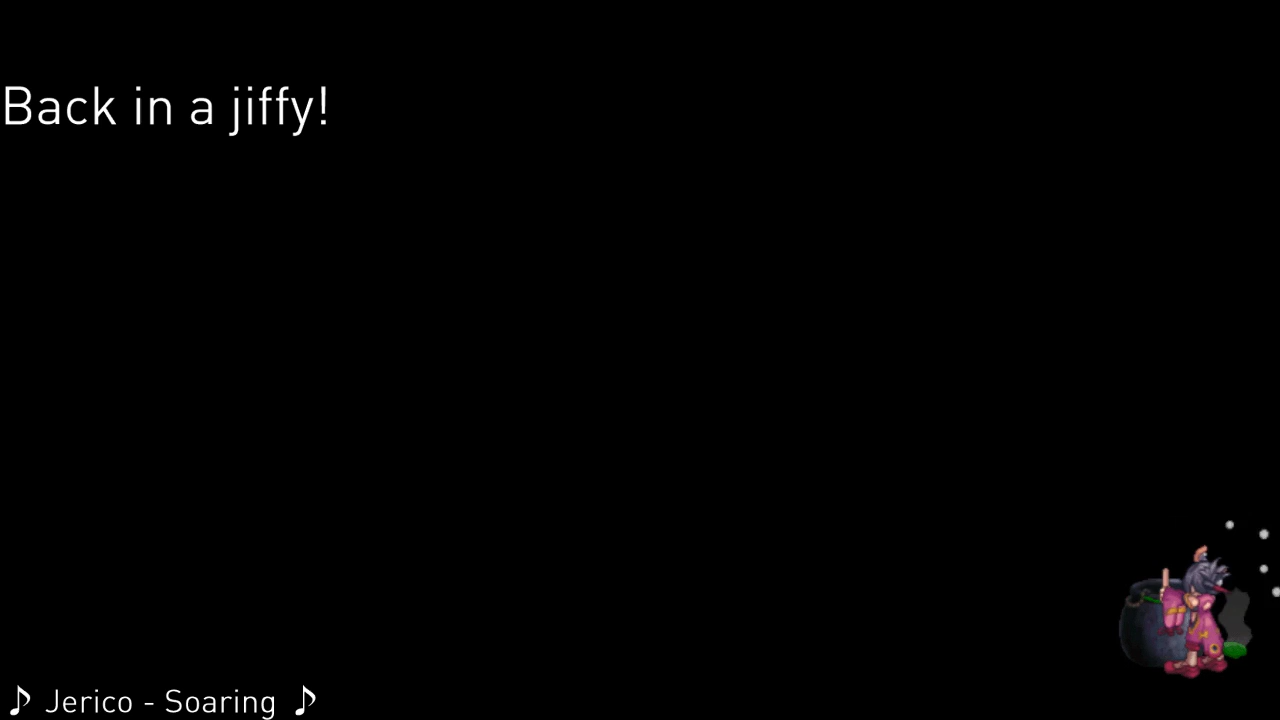 Back in a jiffy!
♪ Jerico - Soaring ♪